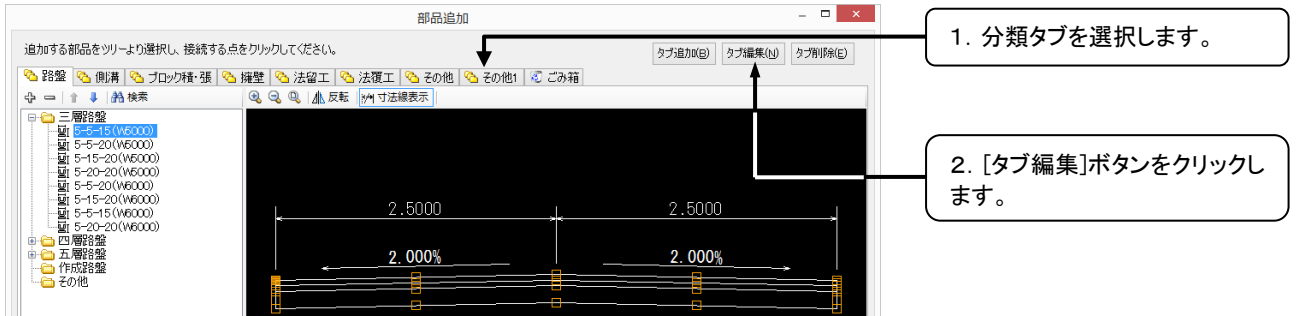 部品追加
追加する部品をツリーより選択し、接続する点をクリックしてください。
タブ追加(B) タブ編集(N) タブ削除(E)
路盤 側溝 ブロック積・張 擁壁 法留工 法覆工 その他 その他1 ごみ箱
検索 反転 寸法線表示
三層路盤
5-5-15(W5000)
5-5-20(W5000)
5-15-20(W5000)
5-20-20(W5000)
5-5-20(W6000)
5-15-20(W6000)
5-5-15(W6000)
5-20-20(W6000)
四層路盤
五層路盤
作成路盤
その他
2.5000 2.5000
2.000% 2.000%
1．分類タブを選択します。
2．[タブ編集]ボタンをクリックし
ます。